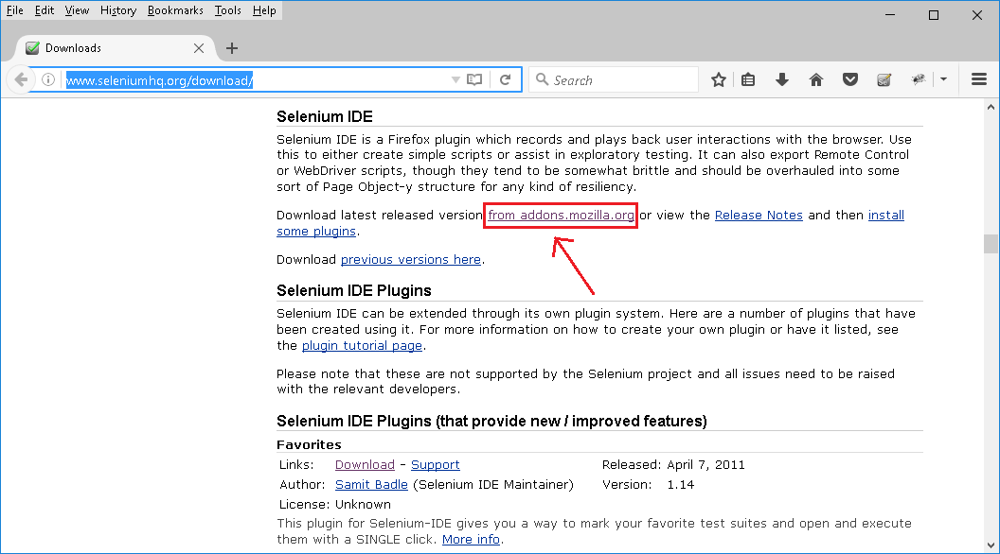 File Edit View History Bookmarks Tools Help
Downloads
www.seleniumhq.org/download/
Search
Selenium IDE
Selenium IDE is a Firefox plugin which records and plays back user interactions with the browser. Use
this to either create simple scripts or assist in exploratory testing. It can also export Remote Control
or WebDriver scripts, though they tend to be somewhat brittle and should be overhauled into some
sort of Page Object-y structure for any kind of resiliency.
Download latest released version from addons.mozilla.org or view the Release Notes and then install
some plugins.
Download previous versions here.
Selenium IDE Plugins
Selenium IDE can be extended through its own plugin system. Here are a number of plugins that have
been created using it. For more information on how to create your own plugin or have it listed, see
the plugin tutorial page.
Please note that these are not supported by the Selenium project and all issues need to be raised
with the relevant developers.
Selenium IDE Plugins (that provide new / improved features)
Favorites
Links: Download - Support Released: April 7, 2011
Author: Samit Badle (Selenium IDE Maintainer) Version: 1.14
License: Unknown
This plugin for Selenium-IDE gives you a way to mark your favorite test suites and open and execute
them with a SINGLE click. More info.